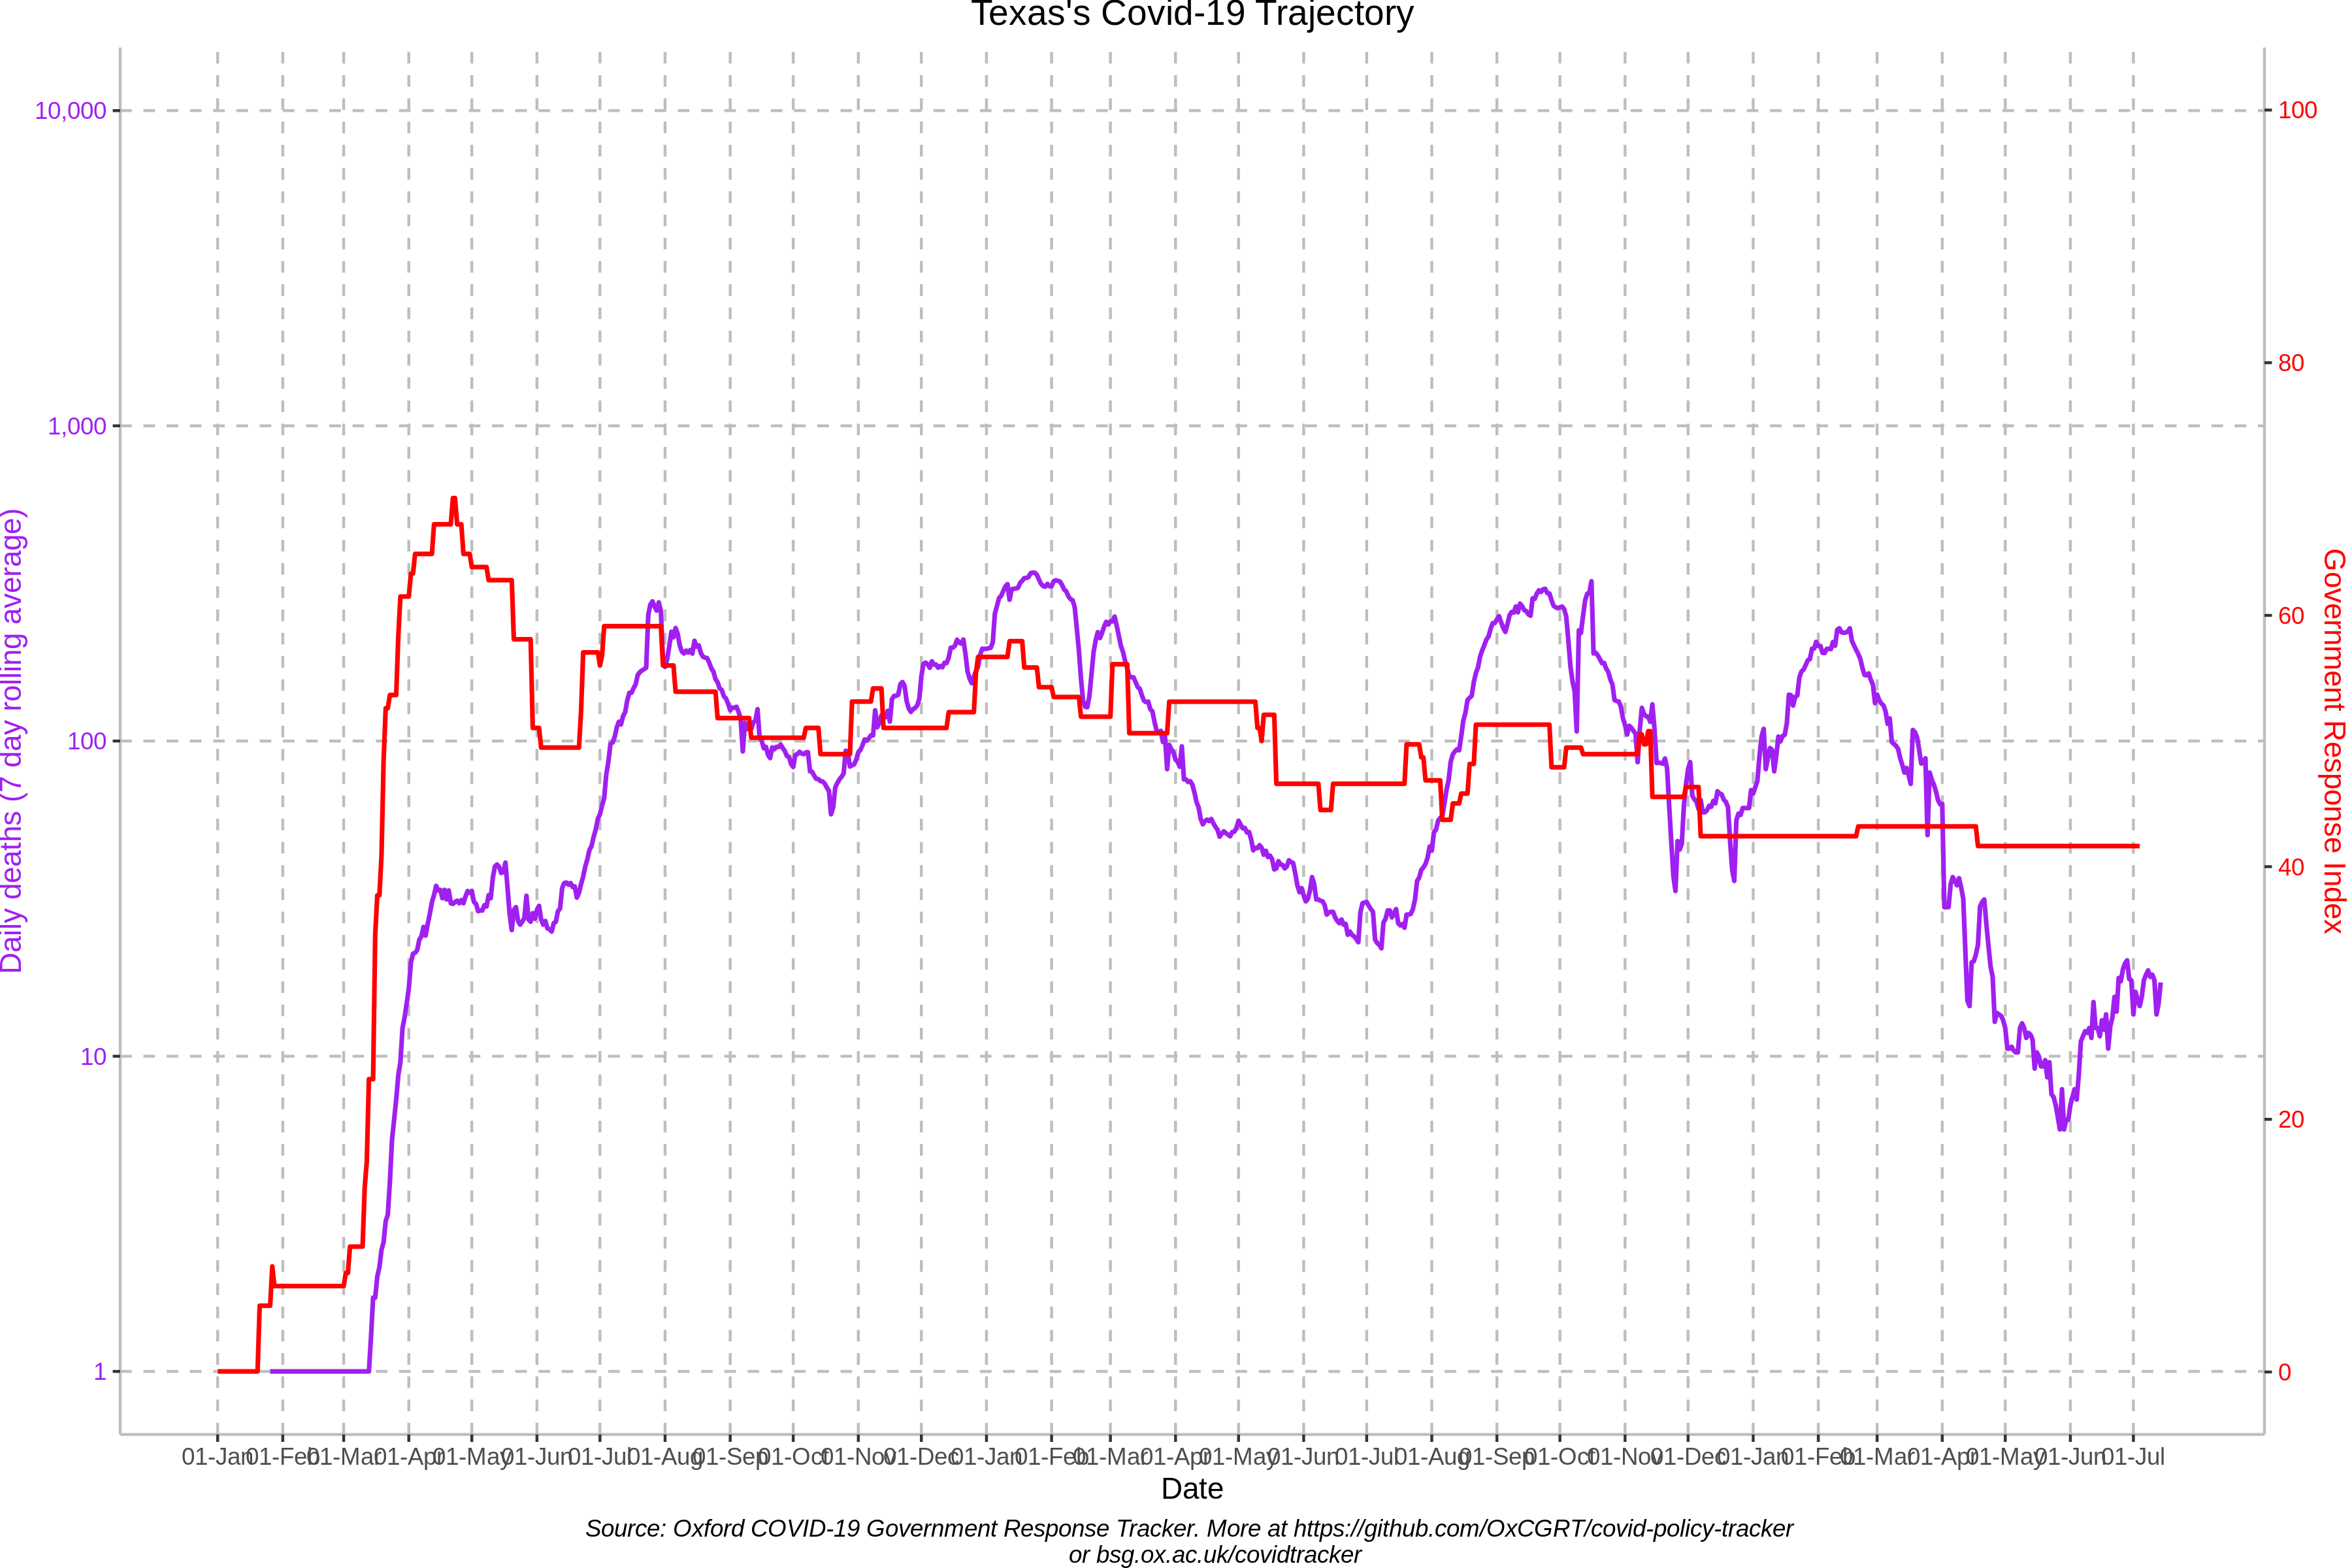 Texas's Covid-19 Trajectory
10,000
1,000
100
10
1
Daily deaths (7 day rolling average)
100
80
60
40
20
0
Government Response Index
01-Jan 01-Feb 01-Mar 01-Apr 01-May 01-Jun 01-Jul 01-Aug 01-Sep 01-Oct 01-Nov 01-Dec 01-Jan 01-Feb 01-Mar 01-Apr 01-May 01-Jun 01-Jul 01-Aug 01-Sep 01-Oct 01-Nov 01-Dec 01-Jan 01-Feb 01-Mar 01-Apr 01-May 01-Jun 01-Jul
Date
Source: Oxford COVID-19 Government Response Tracker. More at https://github.com/OxCGRT/covid-policy-tracker
or bsg.ox.ac.uk/covidtracker